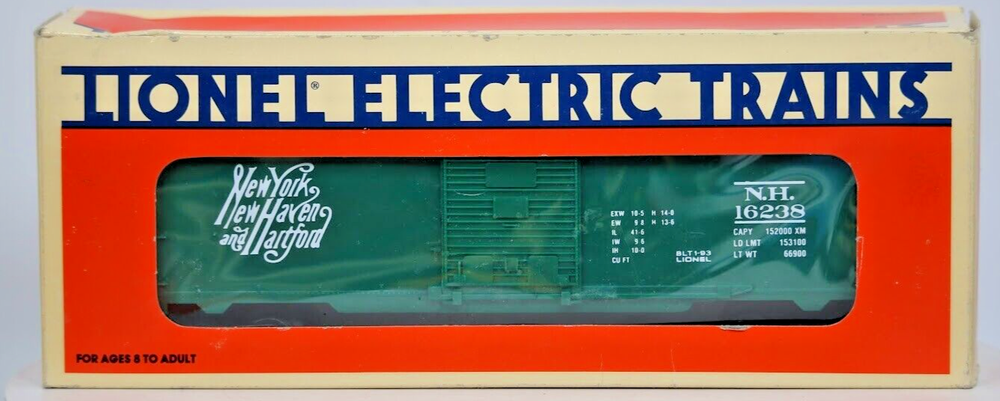 LIONEL® ELECTRIC TRAINS
New York,
New Haven
and Hartford
EXW 10-5 H 14-0
EW 9 8 H 13-6
IL 41-6
IW 9 6
IH 10-0
CU FT
BLT 1-93
LIONEL
N.H.
16238
CAPY 152000 XM
LD LMT 153100
LT WT 66900
FOR AGES 8 TO ADULT